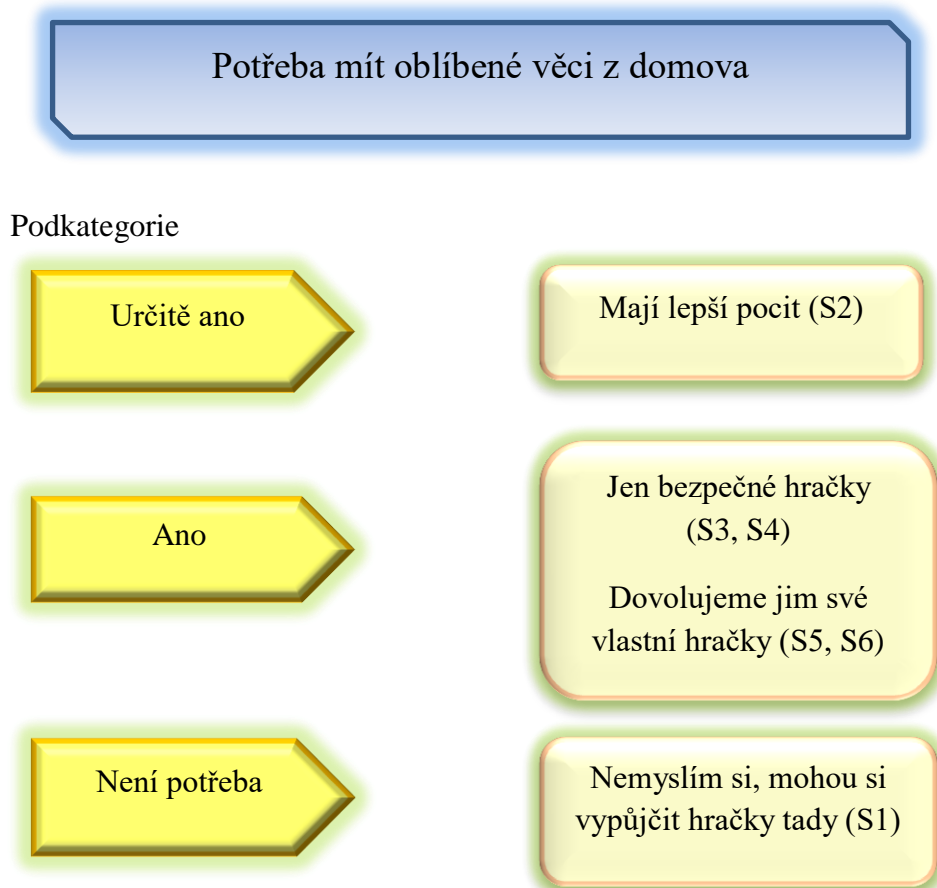 Potřeba mít oblíbené věci z domova
Podkategorie
Určitě ano
Mají lepší pocit (S2)
Ano
Jen bezpečné hračky
(S3, S4)
Dovolujeme jim své
vlastní hračky (S5, S6)
Není potřeba
Nemyslím si, mohou si
vypůjčit hračky tady (S1)